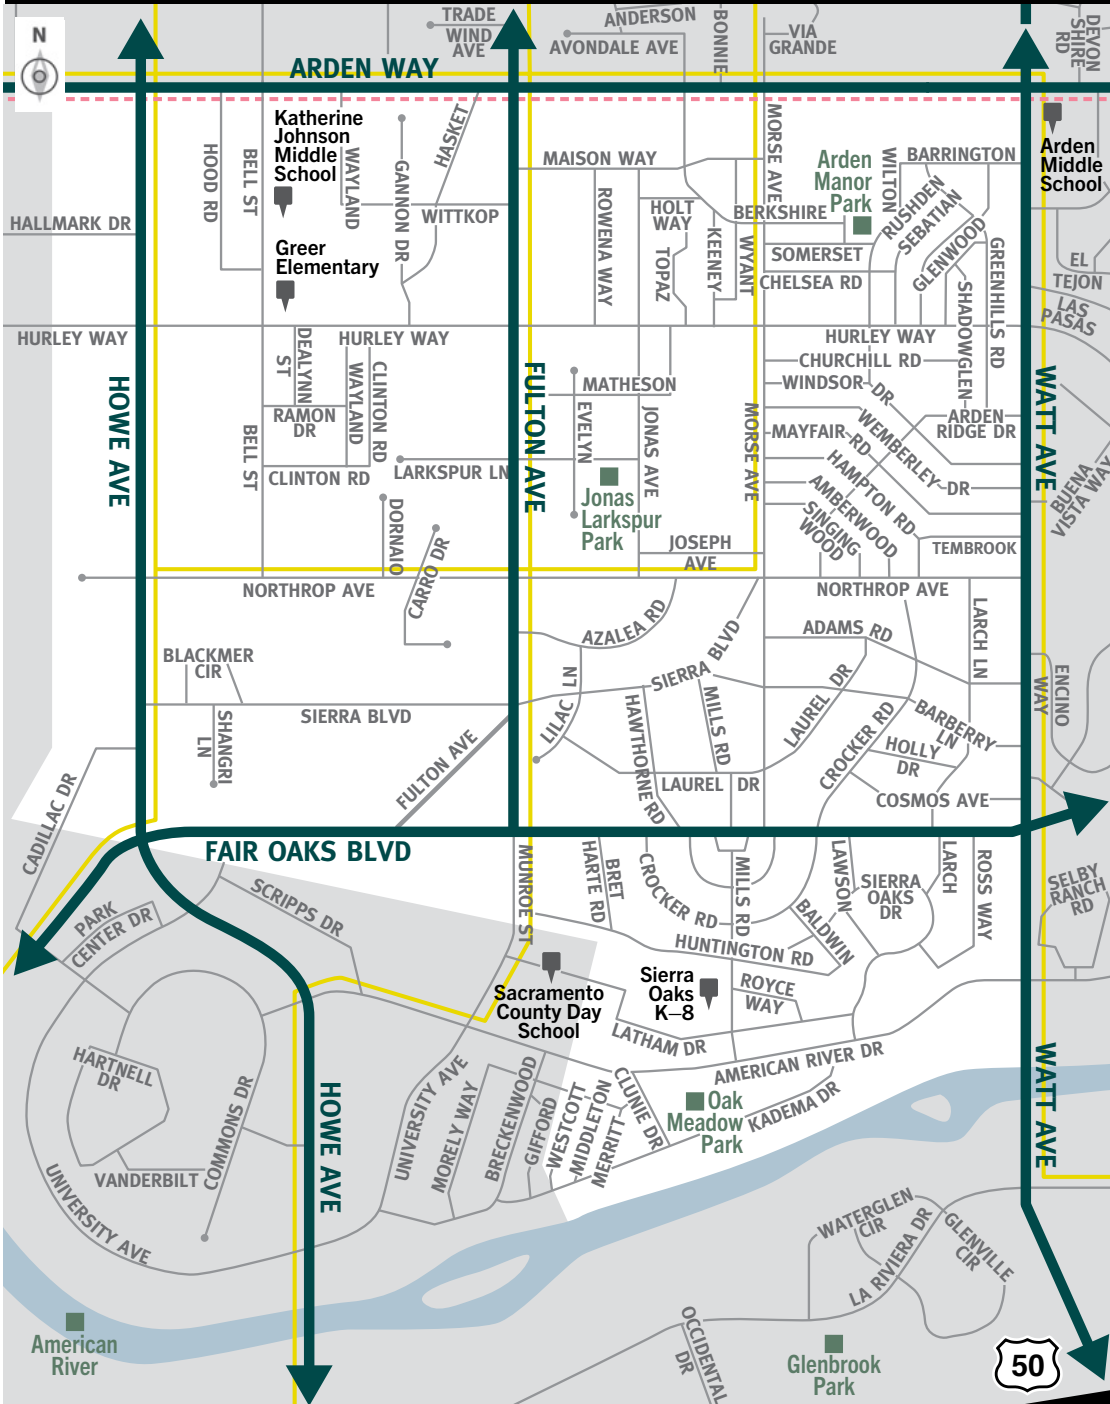 N
TRADE
WIND
AVE
ANDERSON
AVONDALE AVE
BONNIE
VIA
GRANDE
DEVON
SHIRE
RD
ARDEN WAY
Katherine
Johnson
Middle
School
HOOD RD
BELL ST
WAYLAND
GANNON DR
HASKET
WITTKOP
MAISON WAY
MORSE AVE
Arden
Manor
Park
WILTON
BARRINGTON
Arden
Middle
School
HALLMARK DR
Greer
Elementary
ROWENA WAY
HOLT
WAY
TOPAZ
KEENEY
WYANT
BERKSHIRE
RUSHDEN
SEBATIAN
GLENWOOD
SOMERSET
CHELSEA RD
SHADOWGLEN
GREENHILLS RD
EL
TEJON
LAS
PASAS
HURLEY WAY
HURLEY WAY
HURLEY WAY
DEALYNN
ST
WAYLAND
CLINTON RD
CHURCHILL RD
WINDSOR DR
HOWE AVE
FULTON AVE
MATHESON
EVELYN
JONAS AVE
MORSE AVE
WATT AVE
RAMON
DR
BELL ST
CLINTON RD
LARKSPUR LN
MAYFAIR RD
WEMBERLEY DR
ARDEN
RIDGE DR
HAMPTON RD
AMBERWOOD
SINGING
WOOD
BUENA
VISTA WAY
Jonas
Larkspur
Park
DORNAIO
CARRO DR
JOSEPH
AVE
TEMBROOK
NORTHROP AVE
NORTHROP AVE
AZALEA RD
ADAMS RD
LARCH LN
BLACKMER
CIR
SIERRA BLVD
SIERRA BLVD
SHANGRI
LN
LILAC LN
HAWTHORNE RD
MILLS RD
LAUREL DR
LAUREL DR
CROCKER RD
BARBERRY
LN
HOLLY
DR
COSMOS AVE
ENCINO
WAY
FULTON AVE
CADILLAC DR
FAIR OAKS BLVD
MUNROE ST
BRET
HARTE RD
CROCKER RD
MILLS RD
LAWSON
SIERRA
OAKS
DR
LARCH
ROSS WAY
SELBY
RANCH
RD
PARK
CENTER DR
SCRIPPS DR
HUNTINGTON RD
BALDWIN
Sacramento
County Day
School
Sierra
Oaks
K–8
ROYCE
WAY
LATHAM DR
AMERICAN RIVER DR
HARTNELL
DR
COMMONS DR
VANDERBILT
UNIVERSITY AVE
HOWE AVE
UNIVERSITY AVE
MORELY WAY
BRECKENWOOD
GIFFORD
WESTCOTT
MIDDLETON
MERRITT
CLUNIE DR
Oak
Meadow
Park
KADEMA DR
WATT AVE
WATERGLEN
CIR
LA RIVIERA DR
GLENVILLE
CIR
American
River
OCCIDENTAL
DR
Glenbrook
Park
50